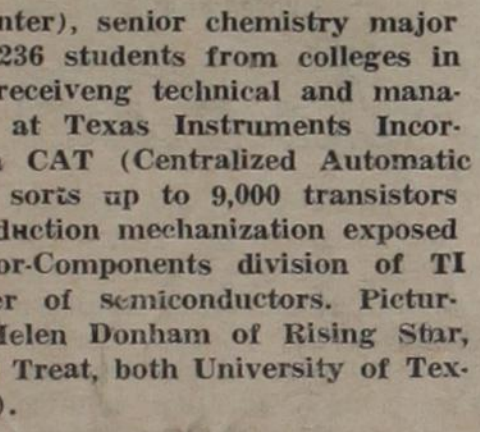 nter), senior chemistry major
236 students from colleges in
receiveng technical and mana-
at Texas Instruments Incor-
CAT (Centralized Automatic
sorts up to 9,000 transistors
duction mechanization exposed
or-Components division of TI
er of semiconductors. Pictur-
Helen Donham of Rising Star,
Treat, both University of Tex-
).